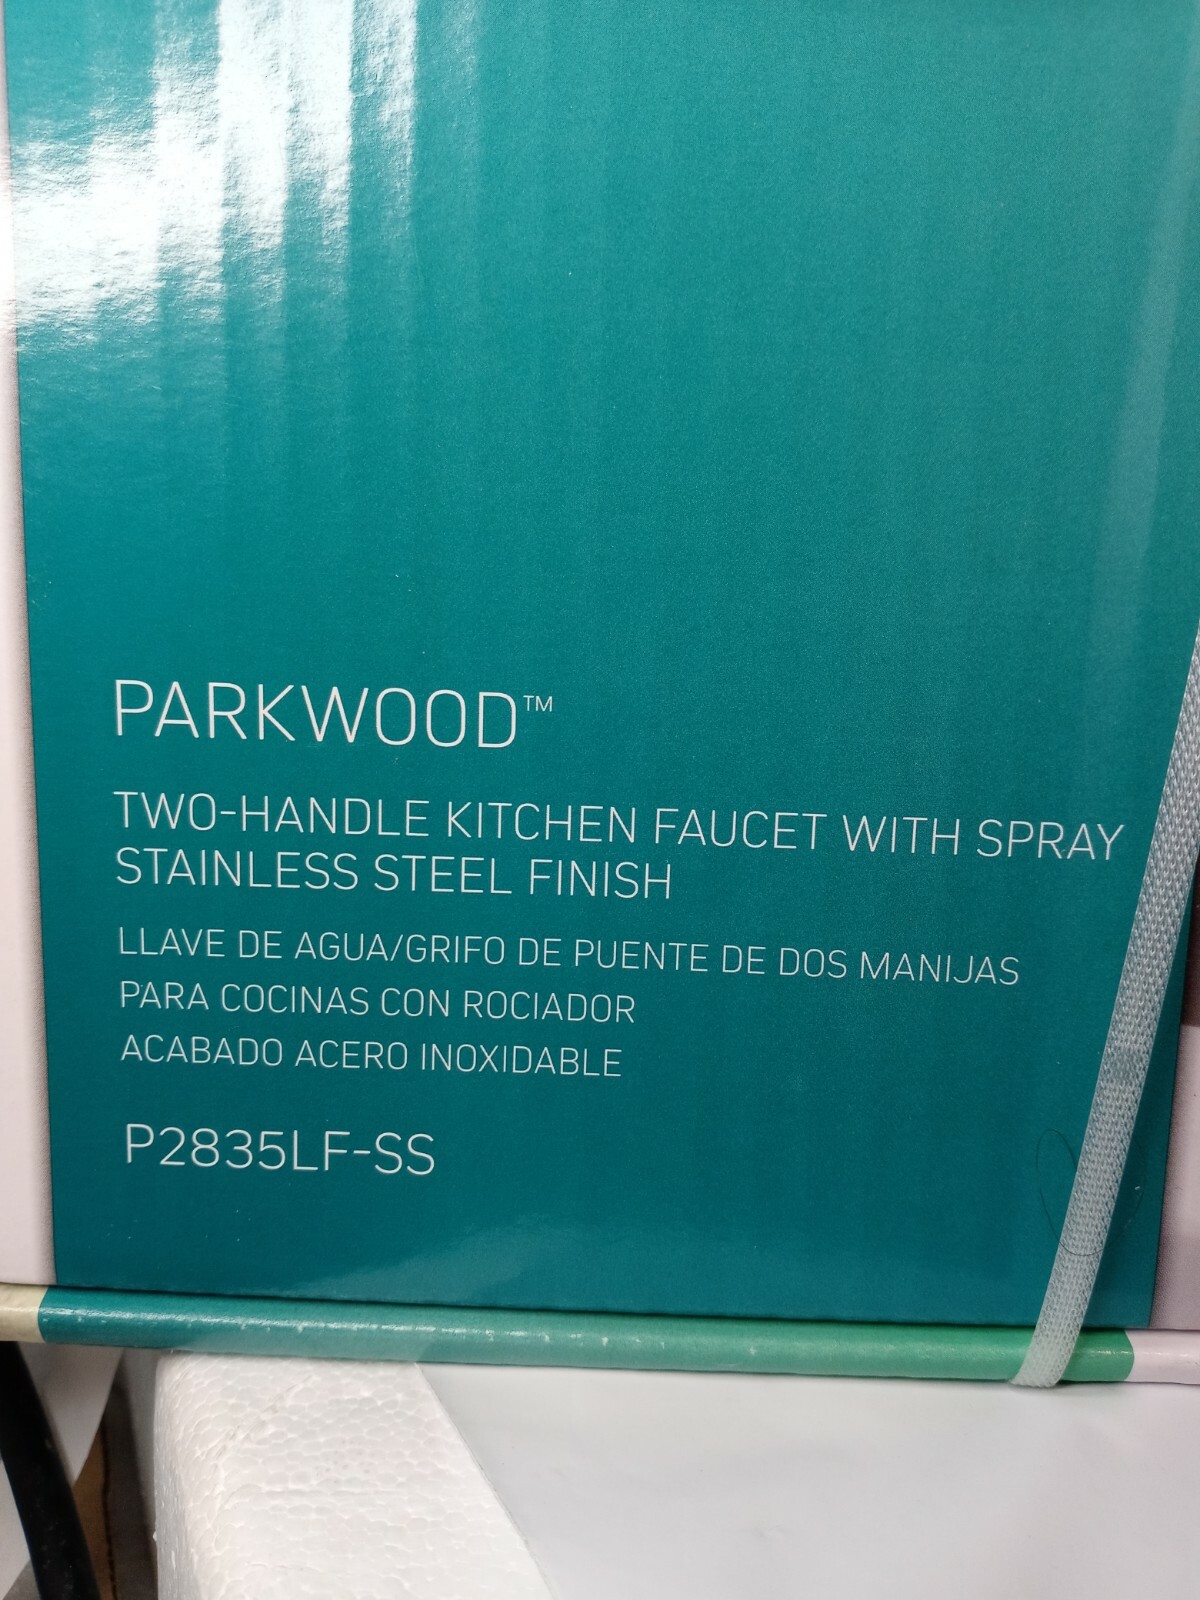 PARKWOOD™
TWO-HANDLE KITCHEN FAUCET WITH SPRAY
STAINLESS STEEL FINISH
LLAVE DE AGUA/GRIFO DE PUENTE DE DOS MANIJAS
PARA COCINAS CON ROCIADOR
ACABADO ACERO INOXIDABLE
P2835LF-SS